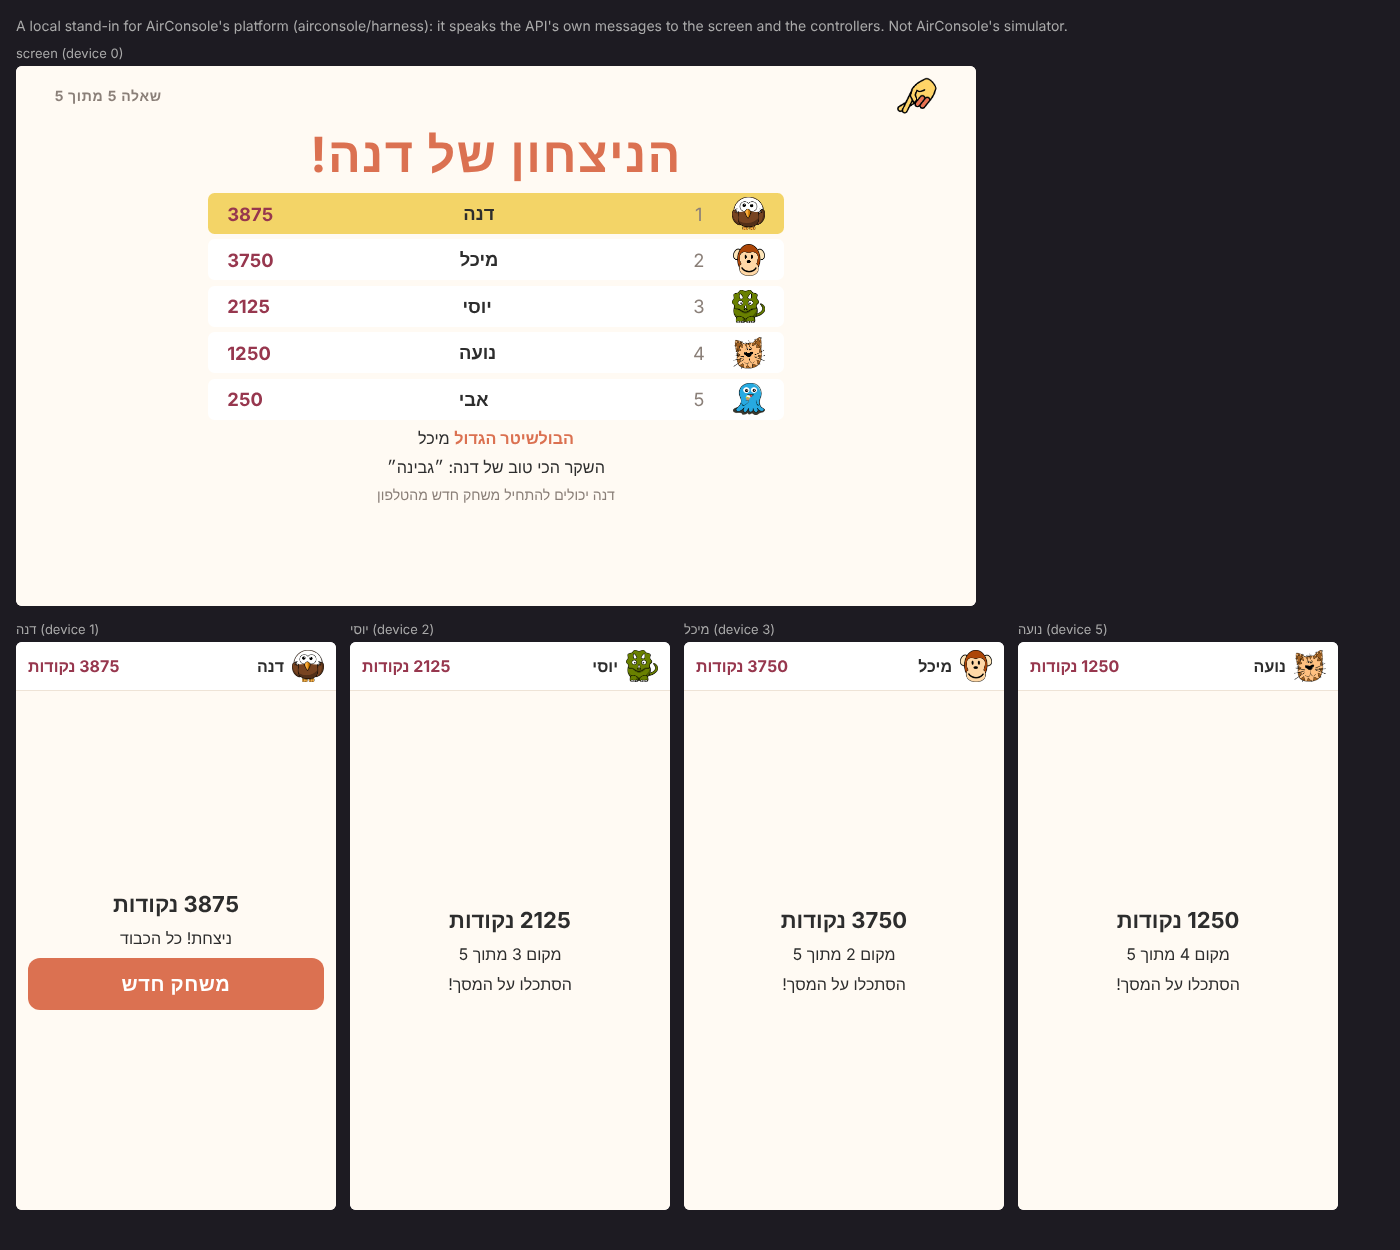 A local stand-in for AirConsole's platform (airconsole/harness): it speaks the API's own messages to the screen and the controllers. Not AirConsole's simulator.
screen (device 0)
שאלה 5 מתוך 5
הניצחון של דנה!
1 דנה 3875
2 מיכל 3750
3 יוסי 2125
4 נועה 1250
5 אבי 250
הבולשיטר הגדול מיכל
השקר הכי טוב של דנה: ״גבינה״
דנה יכולים להתחיל משחק חדש מהטלפון
דנה (device 1)
דנה 3875 נקודות
3875 נקודות
ניצחת! כל הכבוד
משחק חדש
יוסי (device 2)
יוסי 2125 נקודות
2125 נקודות
מקום 3 מתוך 5
הסתכלו על המסך!
מיכל (device 3)
מיכל 3750 נקודות
3750 נקודות
מקום 2 מתוך 5
הסתכלו על המסך!
נועה (device 5)
נועה 1250 נקודות
1250 נקודות
מקום 4 מתוך 5
הסתכלו על המסך!